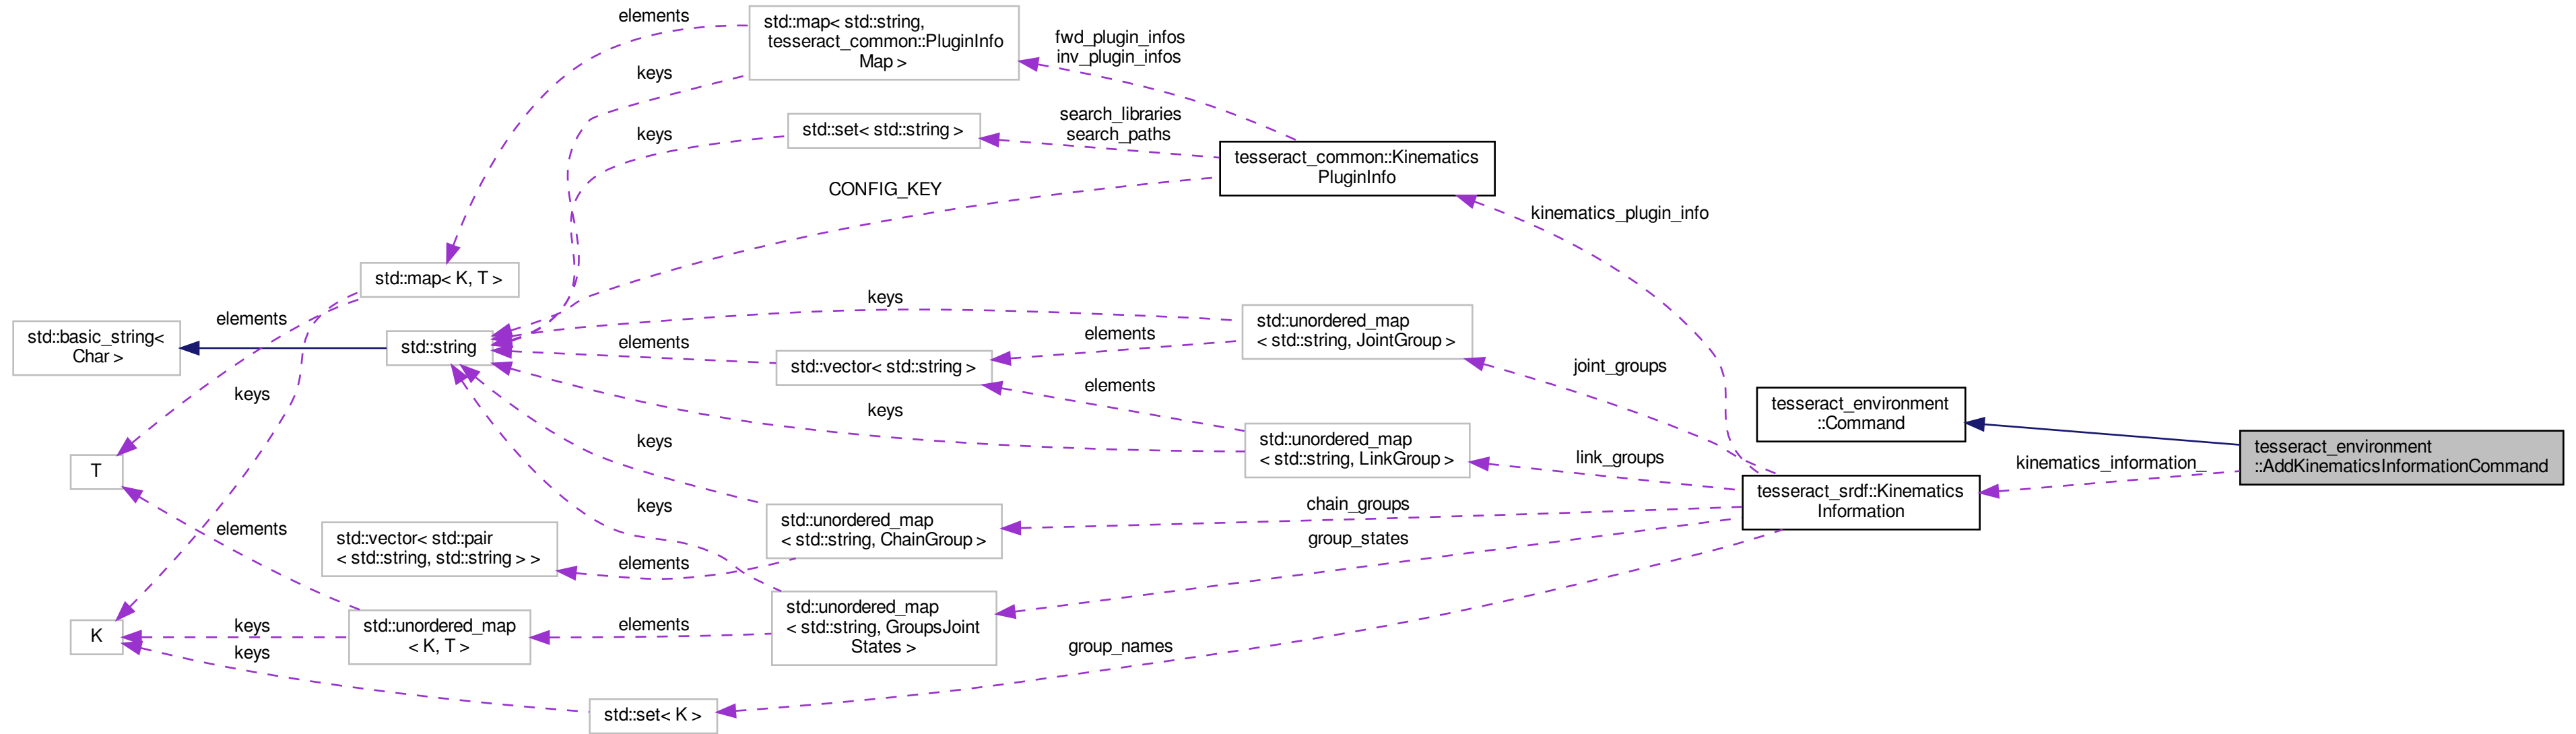 elements
std::map< std::string,
tesseract_common::PluginInfo
Map >
fwd_plugin_infos
inv_plugin_infos
keys
search_libraries
search_paths
keys
std::set< std::string >
tesseract_common::Kinematics
PluginInfo
CONFIG_KEY
kinematics_plugin_info
std::map< K, T >
keys
elements
std::basic_string<
Char >
std::string
elements
std::vector< std::string >
elements
std::unordered_map
< std::string, JointGroup >
joint_groups
keys
elements
keys
tesseract_environment
::Command
keys
std::unordered_map
< std::string, LinkGroup >
link_groups
tesseract_environment
::AddKinematicsInformationCommand
kinematics_information_
T
tesseract_srdf::Kinematics
Information
keys
chain_groups
std::unordered_map
< std::string, ChainGroup >
elements
std::vector< std::pair
< std::string, std::string > >
elements
group_states
std::unordered_map
< std::string, GroupsJoint
States >
elements
K
keys
std::unordered_map
< K, T >
keys
group_names
std::set< K >